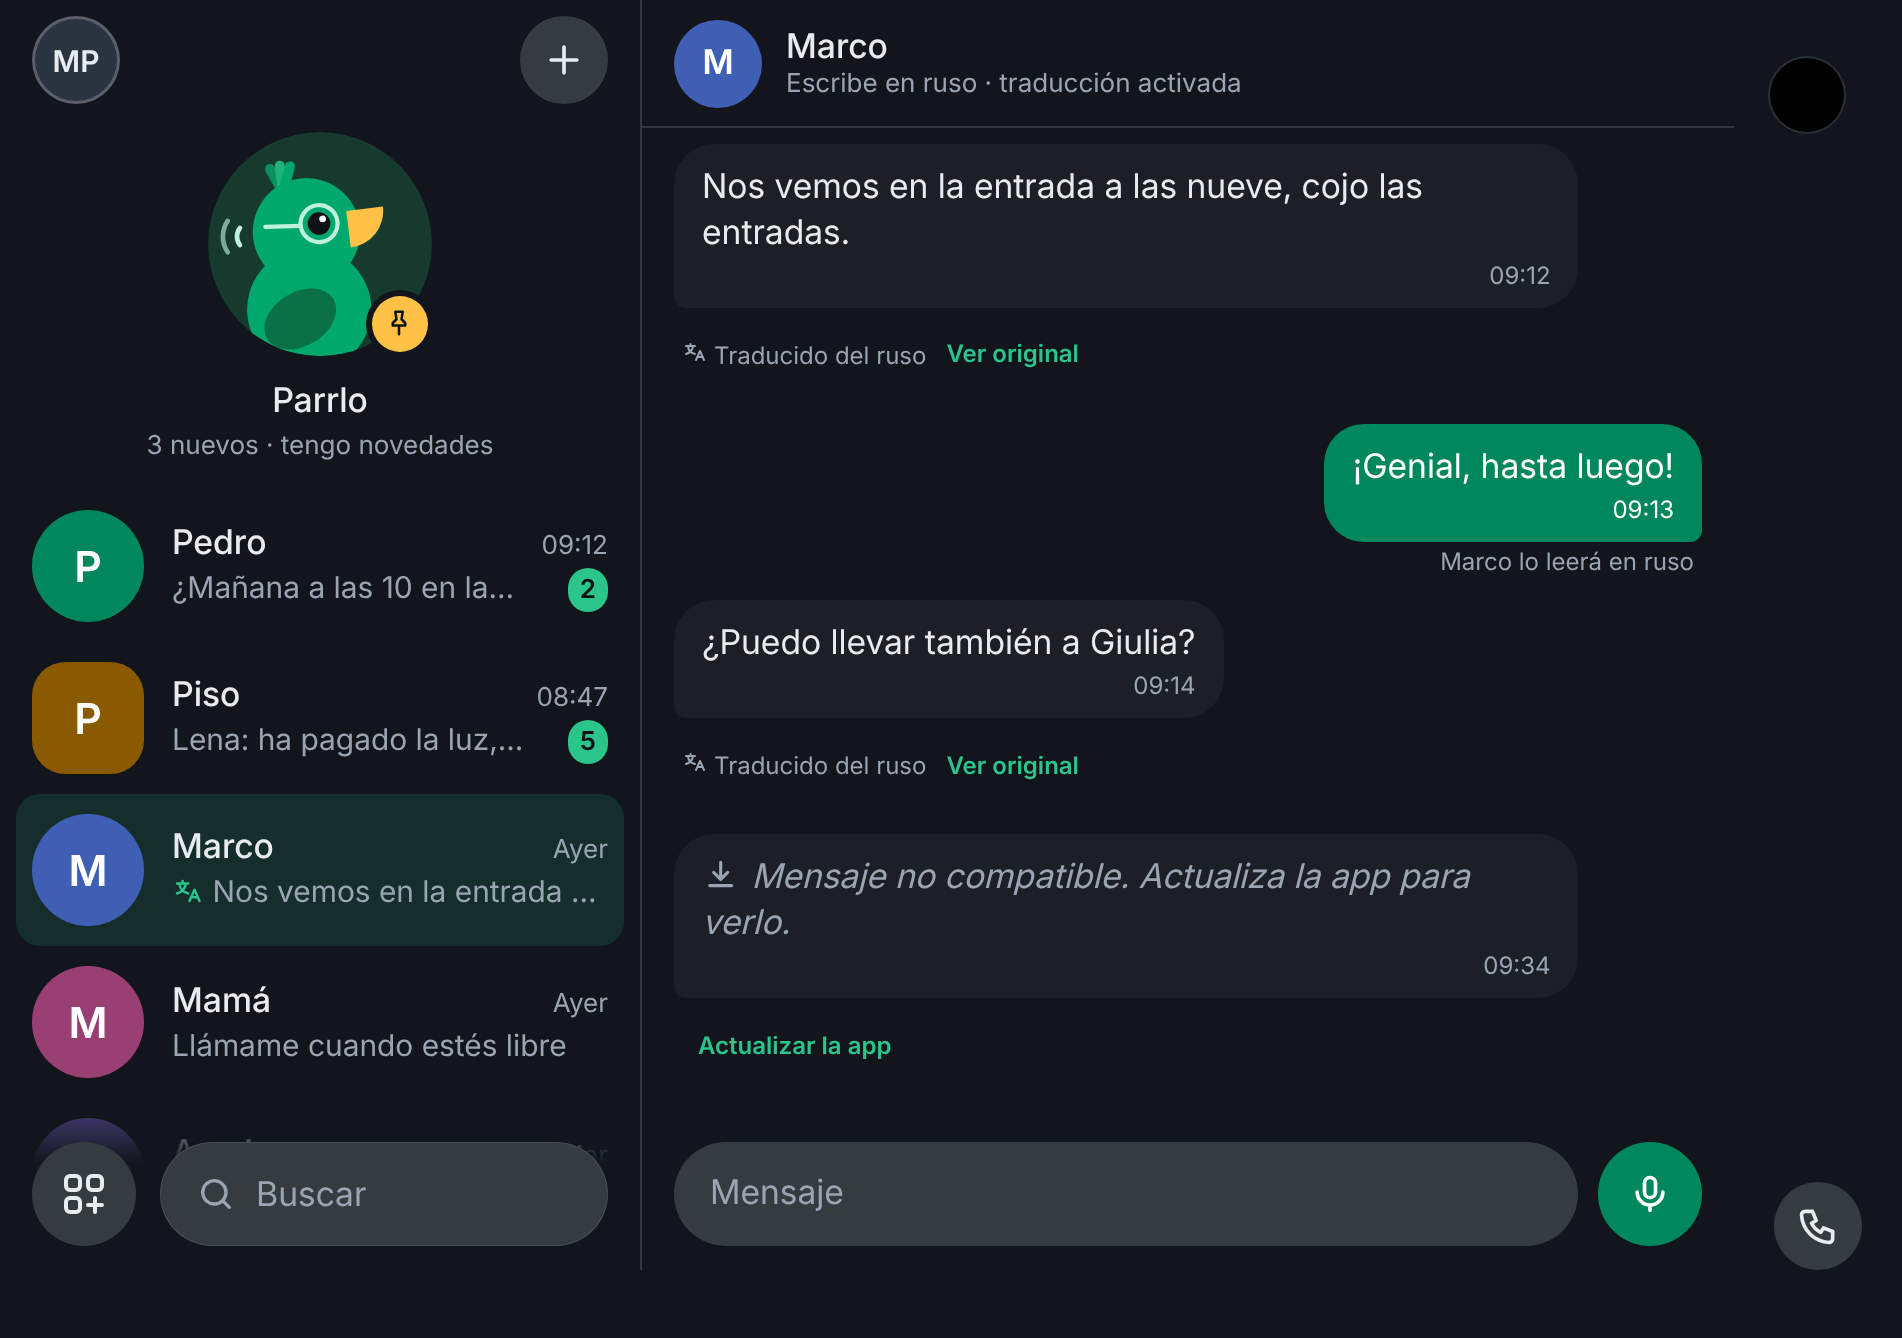 MP
Parrlo
3 nuevos · tengo novedades
P
Pedro
09:12
¿Mañana a las 10 en la...
2
P
Piso
08:47
Lena: ha pagado la luz,...
5
M
Marco
Ayer
Nos vemos en la entrada ...
M
Mamá
Ayer
Llámame cuando estés libre
Buscar
M
Marco
Escribe en ruso · traducción activada
Nos vemos en la entrada a las nueve, cojo las
entradas.
09:12
Traducido del ruso Ver original
¡Genial, hasta luego!
09:13
Marco lo leerá en ruso
¿Puedo llevar también a Giulia?
09:14
Traducido del ruso Ver original
Mensaje no compatible. Actualiza la app para
verlo.
09:34
Actualizar la app
Mensaje